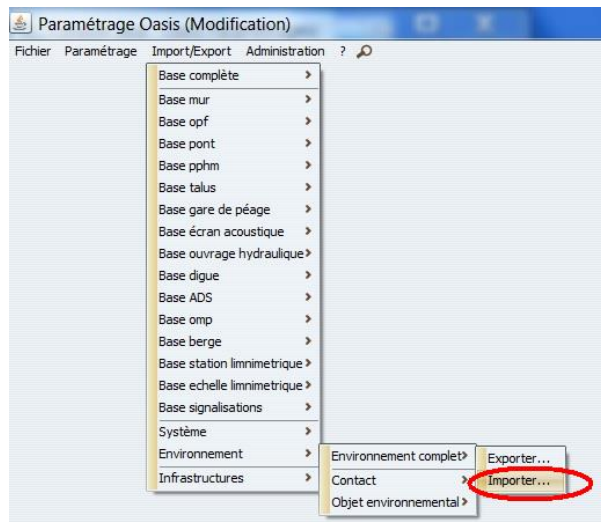 Paramétrage Oasis (Modification)
Fichier Paramétrage Import/Export Administration ?
Base complète
Base mur
Base opf
Base pont
Base pphm
Base talus
Base gare de péage
Base écran acoustique
Base ouvrage hydraulique
Base digue
Base ADS
Base omp
Base berge
Base station limnimetrique
Base echelle limnimetrique
Base signalisations
Système
Environnement
Infrastructures
Environnement complet
Contact
Objet environnemental
Exporter...
Importer...